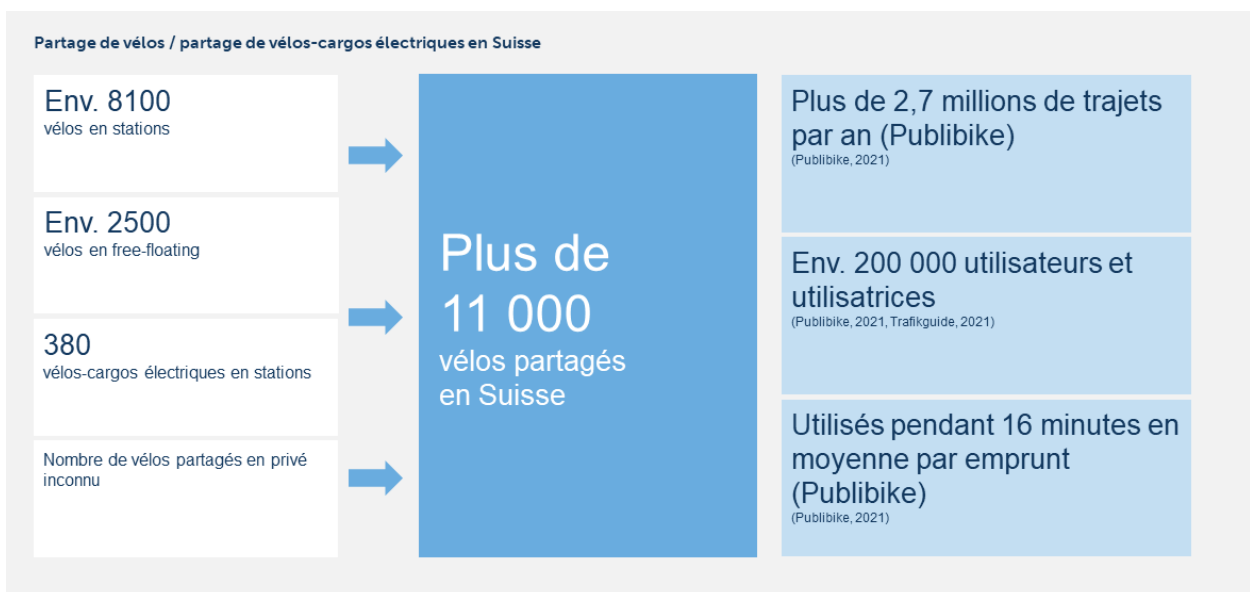 Partage de vélos / partage de vélos-cargos électriques en Suisse
Env. 8100
vélos en stations
Env. 2500
vélos en free-floating
380
vélos-cargos électriques en stations
Nombre de vélos partagés en privé
inconnu
Plus de
11 000
vélos partagés
en Suisse
Plus de 2,7 millions de trajets
par an (Publibike)
(Publibike, 2021)
Env. 200 000 utilisateurs et
utilisatrices
(Publibike, 2021, Trafikguide, 2021)
Utilisés pendant 16 minutes en
moyenne par emprunt
(Publibike)
(Publibike, 2021)